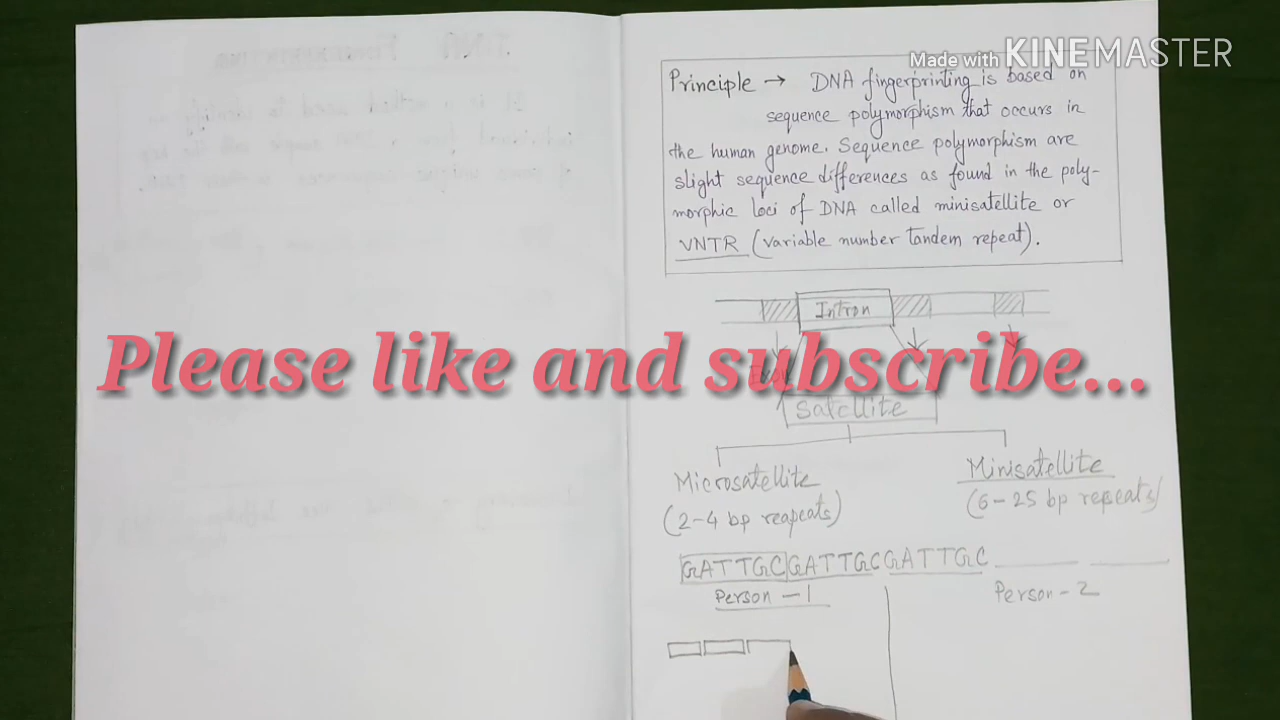 Made with KINEMASTER
Principle → DNA fingerprinting is based on
sequence polymorphism that occurs in
the human genome. Sequence polymorphism are
slight sequence differences as found in the poly-
morphic loci of DNA called minisatellite or
VNTR (variable number tandem repeat).
Intron
Please like and subscribe...
Satellite
Microsatellite
(2-4 bp reapeats)
Minisatellite
(6-25 bp repeats)
GATTGCGATTGCGATTGC
Person - 1
Person - 2